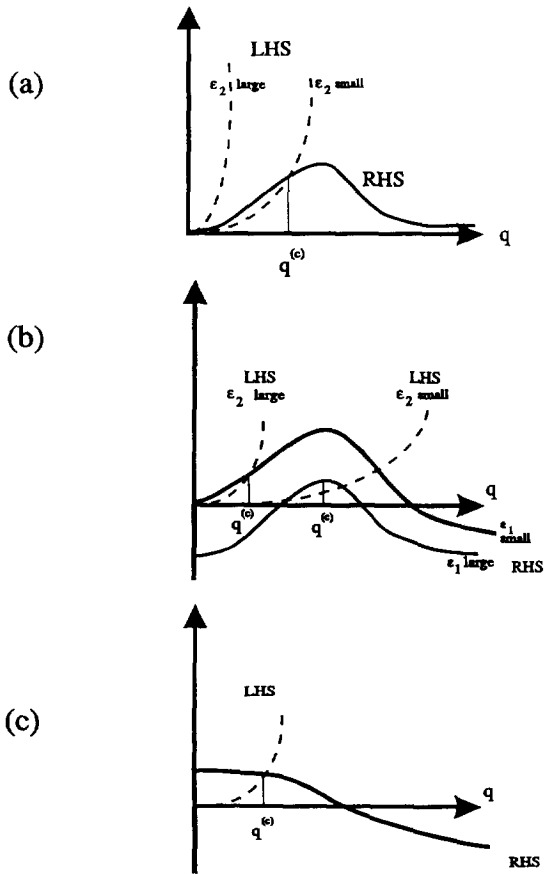 (a)
LHS
ε₂ large
ε₂ small
RHS
q
q⁽ᶜ⁾
(b)
LHS
ε₂ large
LHS
ε₂ small
q
q⁽ᶜ⁾
q⁽ᶜ⁾
ε₁
small
ε₁ large
RHS
(c)
LHS
q
q⁽ᶜ⁾
RHS